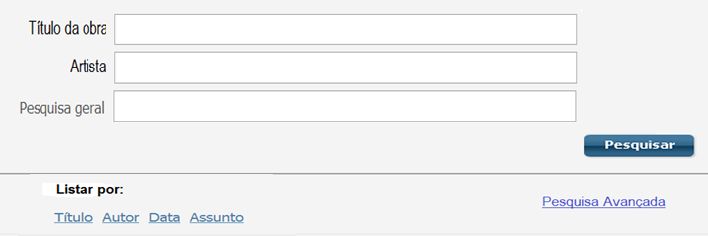 Título da obra
Artista
Pesquisa geral
Pesquisar
Listar por:
Pesquisa Avançada
Título Autor Data Assunto